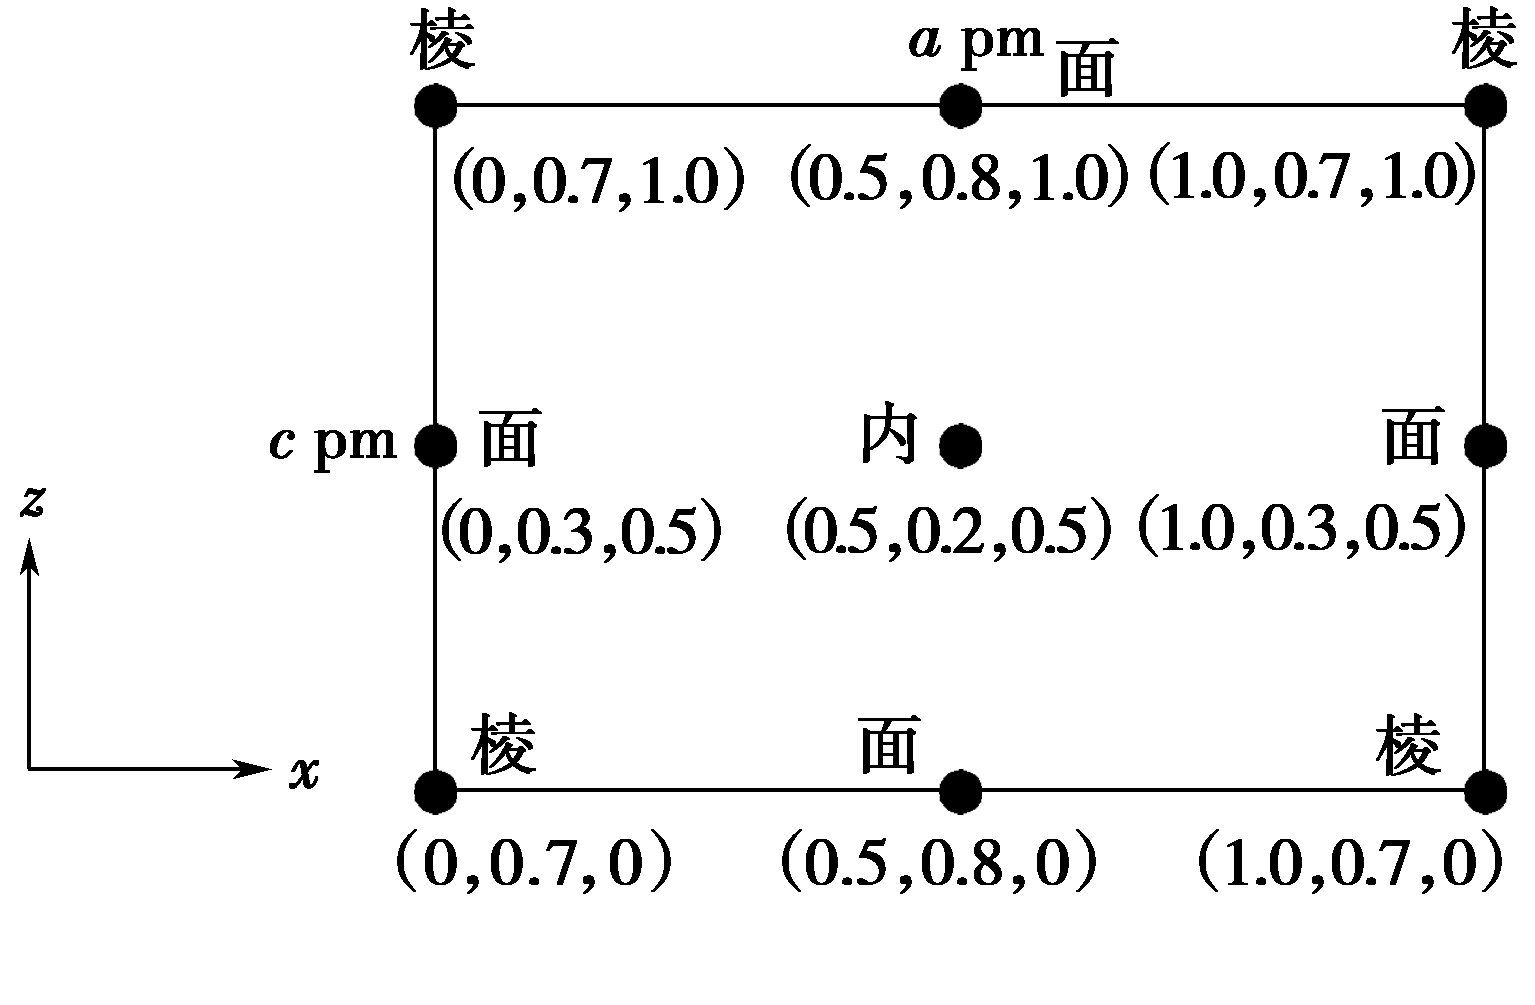 棱 a pm 面 棱
(0,0.7,1.0) (0.5,0.8,1.0) (1.0,0.7,1.0)
c pm 面 内 面
(0,0.3,0.5) (0.5,0.2,0.5) (1.0,0.3,0.5)
z
x
棱 面 棱
(0,0.7,0) (0.5,0.8,0) (1.0,0.7,0)